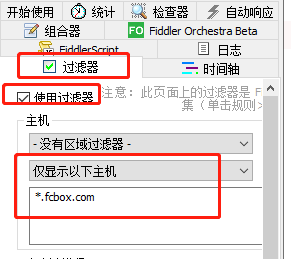 开始使用 统计 检查器 自动响应
组合器 FO Fiddler Orchestra Beta
FiddlerScript 日志
过滤器 时间轴
使用过滤器 注意：此页面上的过滤器是 F
集（单击规则>
主机
- 没有区域过滤器 -
仅显示以下主机
*.fcbox.com